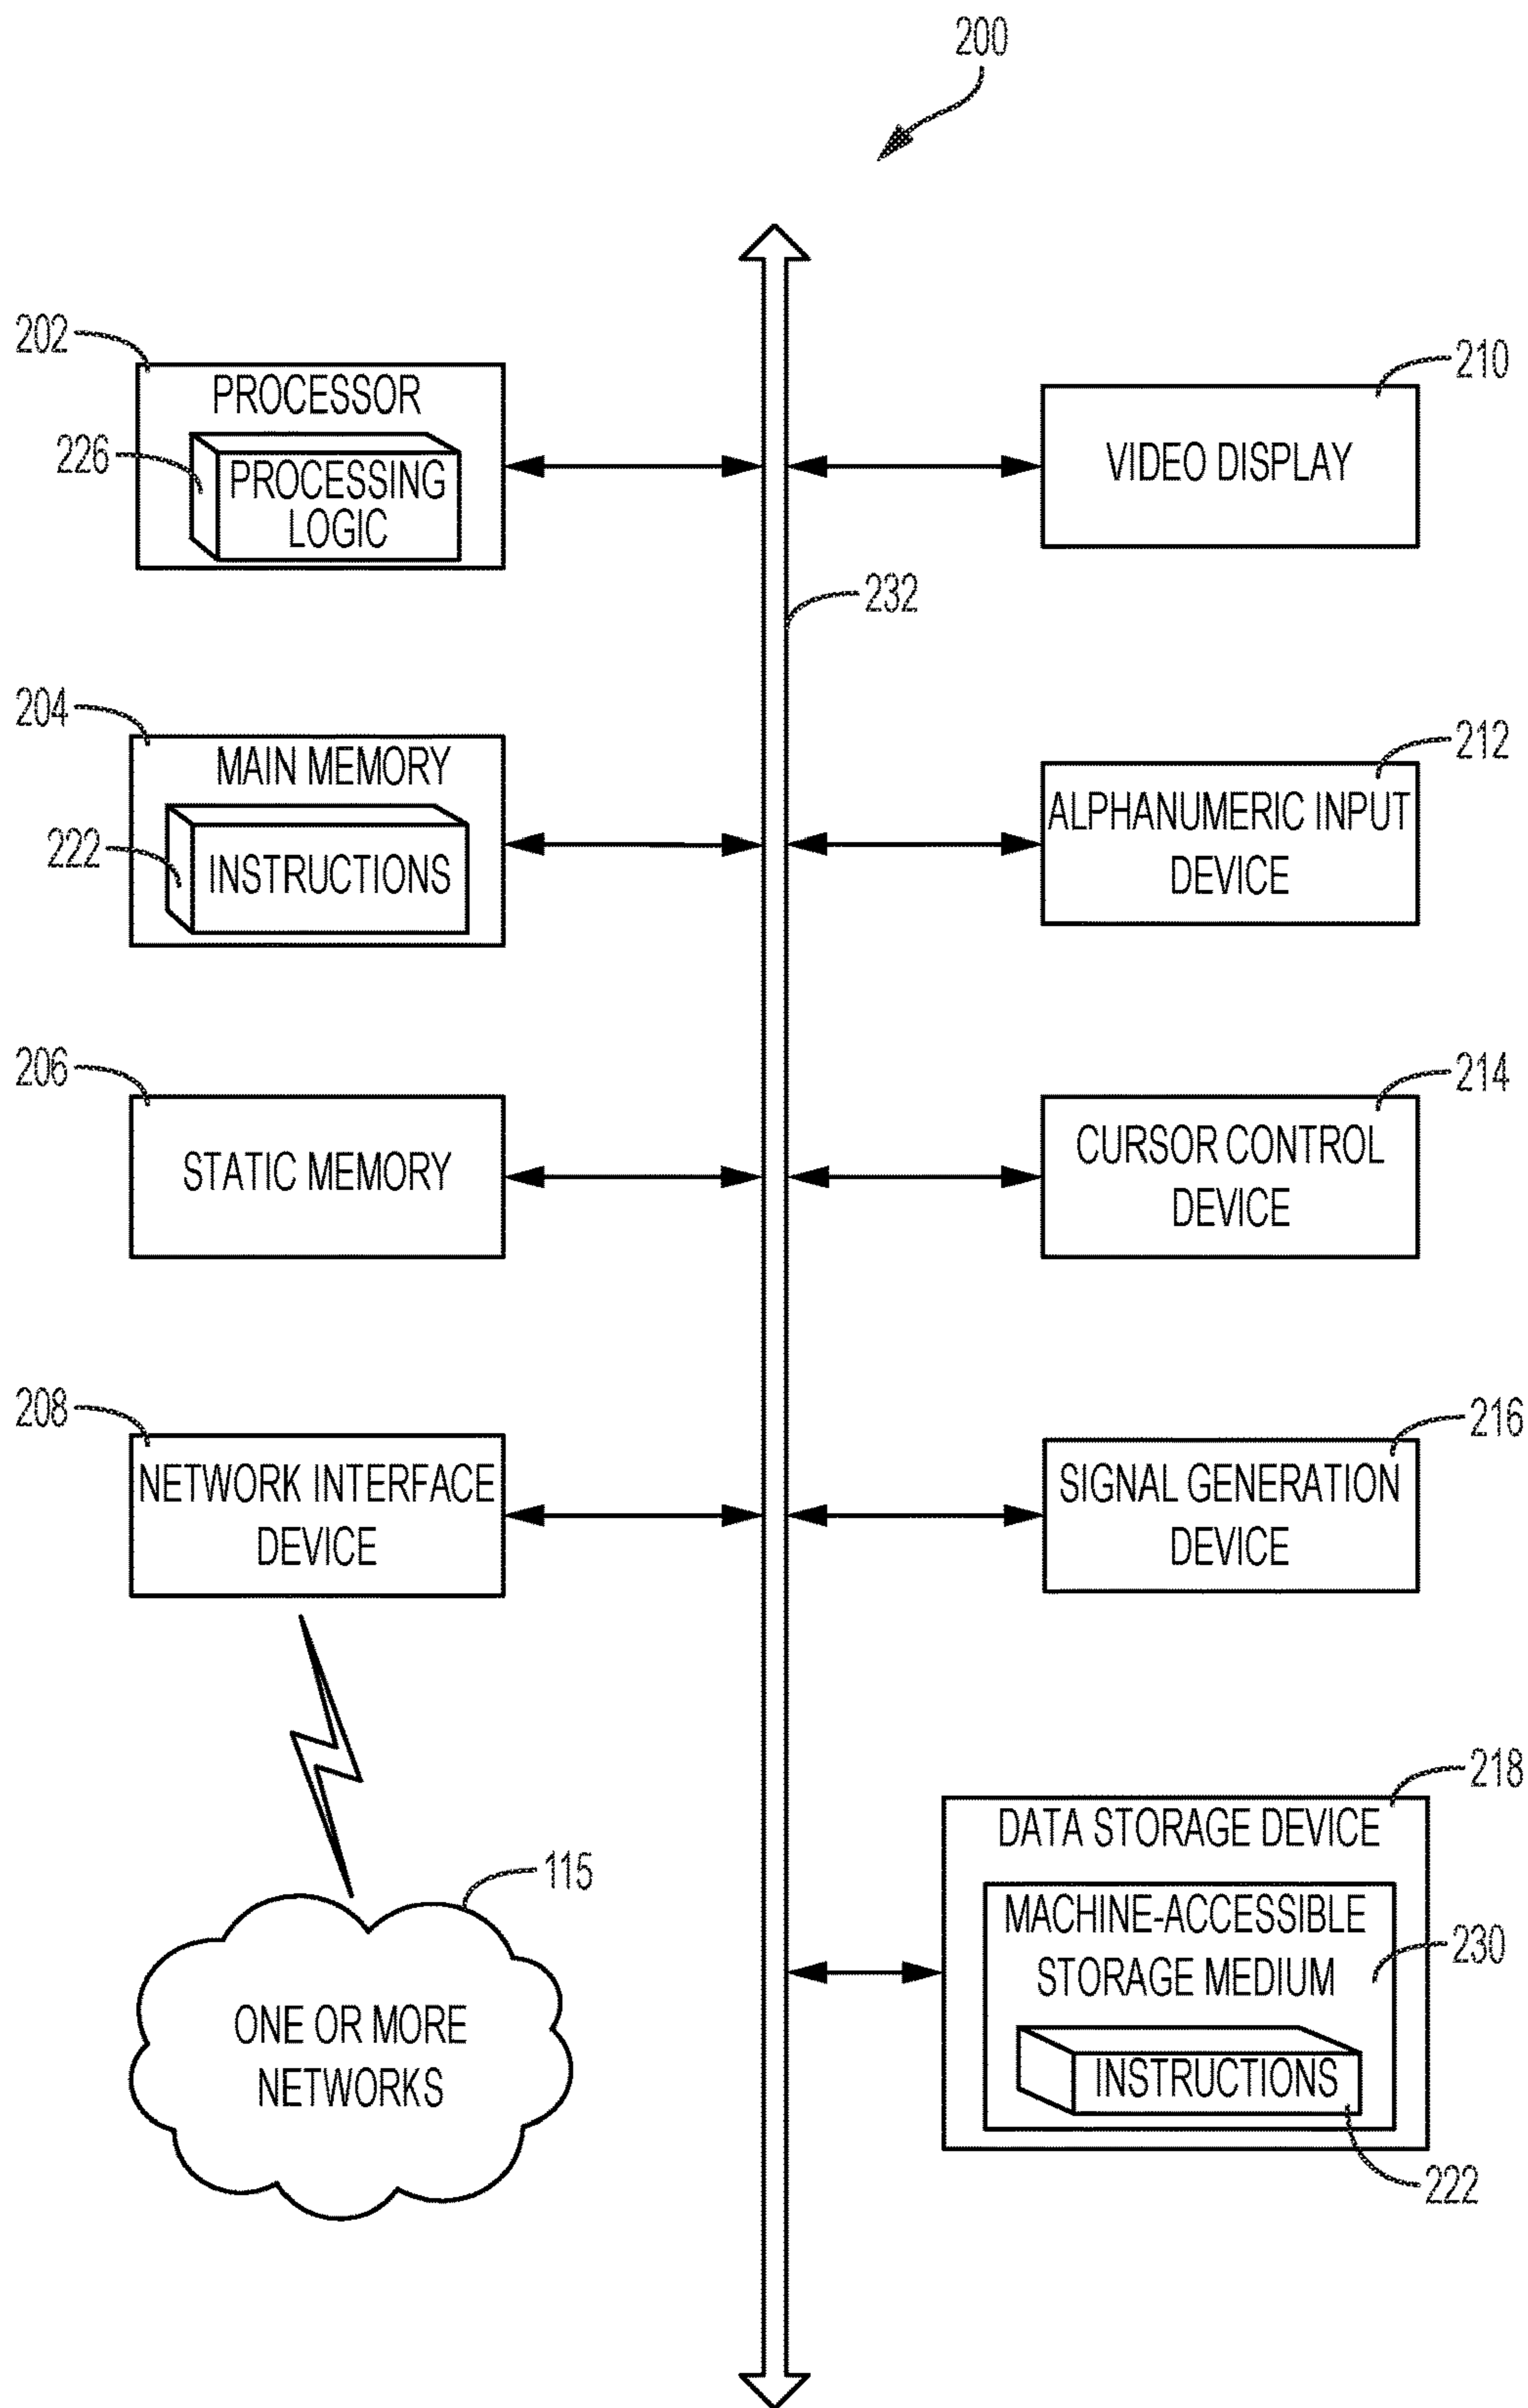 200
202
PROCESSOR
226
PROCESSING
LOGIC
210
VIDEO DISPLAY
232
204
MAIN MEMORY
222
INSTRUCTIONS
212
ALPHANUMERIC INPUT
DEVICE
206
STATIC MEMORY
214
CURSOR CONTROL
DEVICE
208
NETWORK INTERFACE
DEVICE
216
SIGNAL GENERATION
DEVICE
115
ONE OR MORE
NETWORKS
218
DATA STORAGE DEVICE
MACHINE-ACCESSIBLE
STORAGE MEDIUM
230
INSTRUCTIONS
222